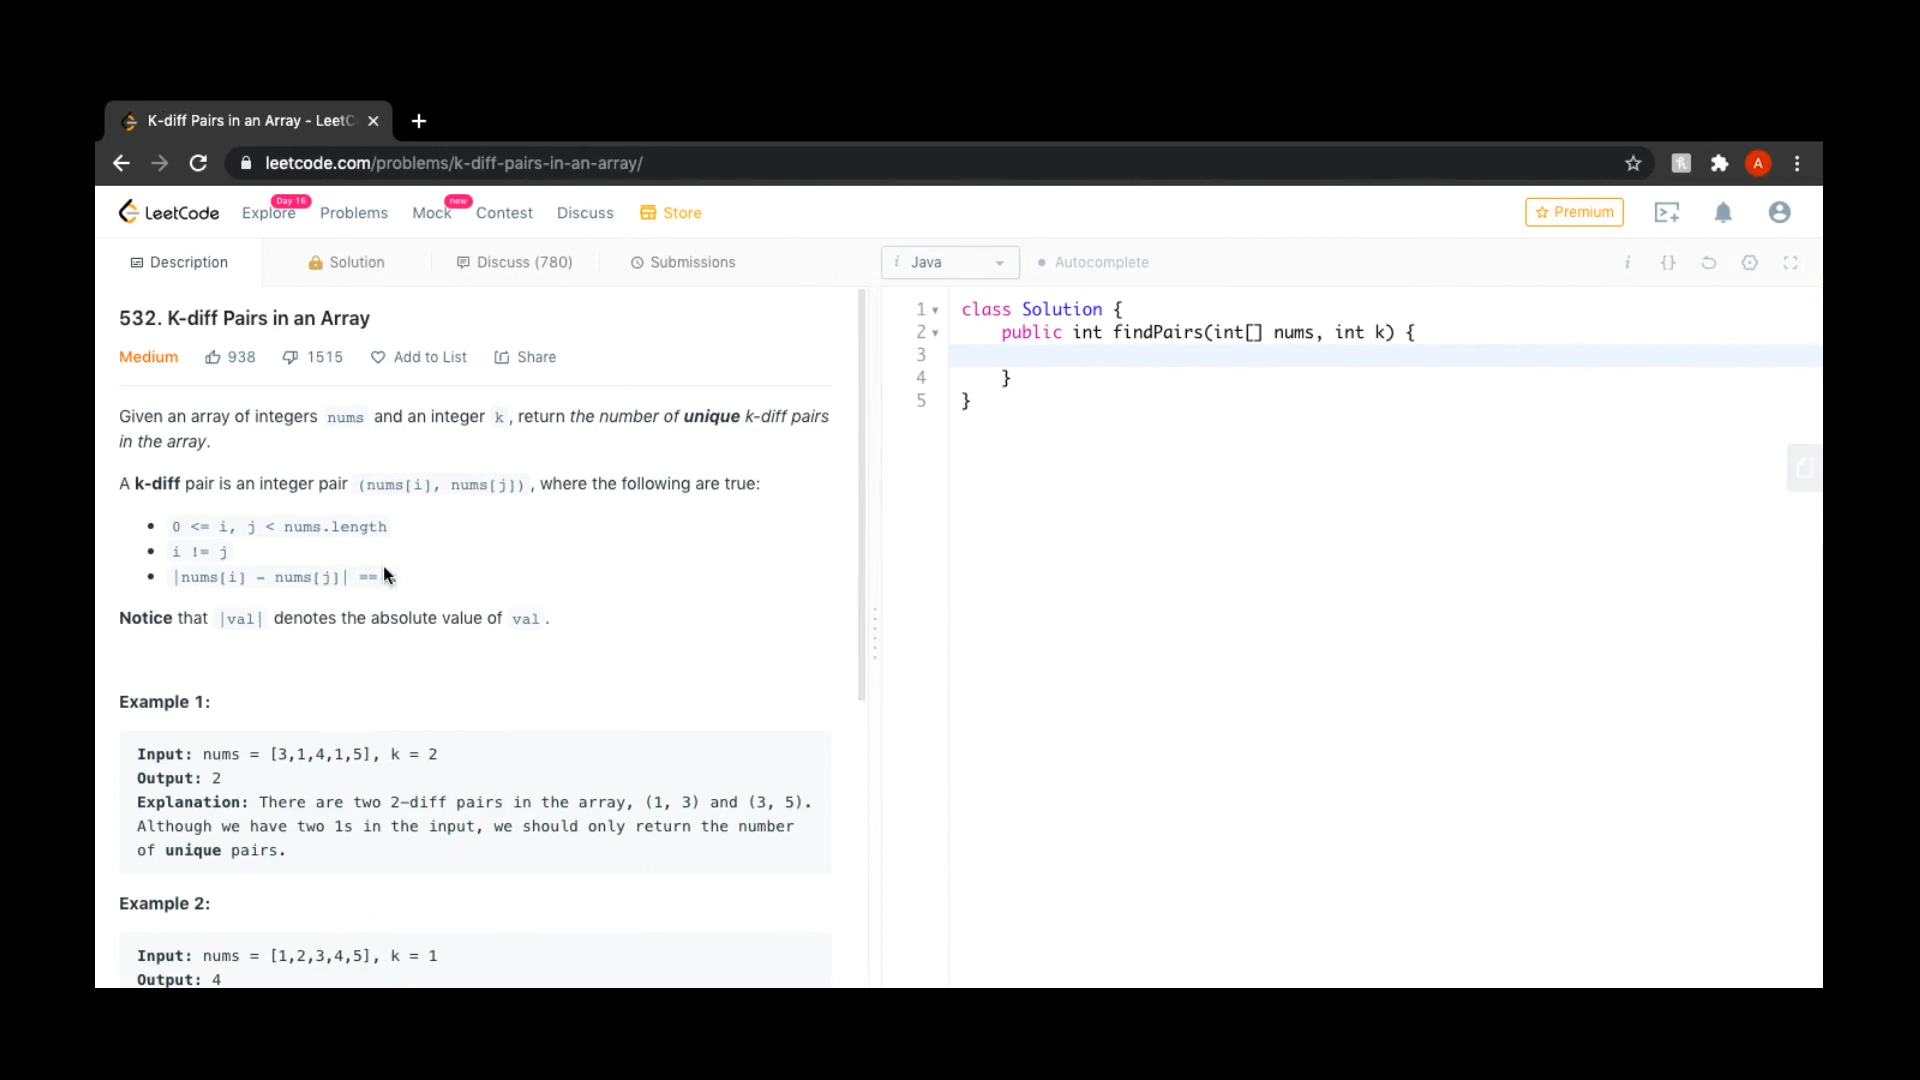 K-diff Pairs in an Array - LeetC
leetcode.com/problems/k-diff-pairs-in-an-array/
A
LeetCode
Explore
Day 16
Problems
Mock
new
Contest
Discuss
Store
Premium
Description
Solution
Discuss (780)
Submissions
i Java
Autocomplete
i {}
532. K-diff Pairs in an Array
Medium
938
1515
Add to List
Share
Given an array of integers nums and an integer k, return the number of unique k-diff pairs
in the array.
A k-diff pair is an integer pair (nums[i], nums[j]), where the following are true:
• 0 <= i, j < nums.length
• i != j
• |nums[i] - nums[j]| ==
Notice that |val| denotes the absolute value of val.
Example 1:
Input: nums = [3,1,4,1,5], k = 2
Output: 2
Explanation: There are two 2-diff pairs in the array, (1, 3) and (3, 5).
Although we have two 1s in the input, we should only return the number
of unique pairs.
Example 2:
Input: nums = [1,2,3,4,5], k = 1
Output: 4
1 class Solution {
2 public int findPairs(int[] nums, int k) {
3
4 }
5 }